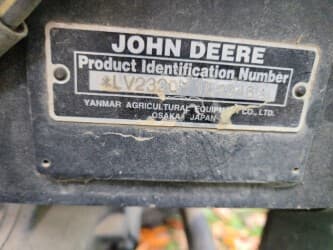 JOHN DEERE
Product Identification Number
YANMAR AGRICULTURAL EQUIPMENT CO., LTD.
OSAKA JAPAN